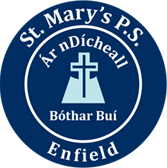 St. Mary's P.S.
Ár nDícheall
Bóthar Buí
Enfield